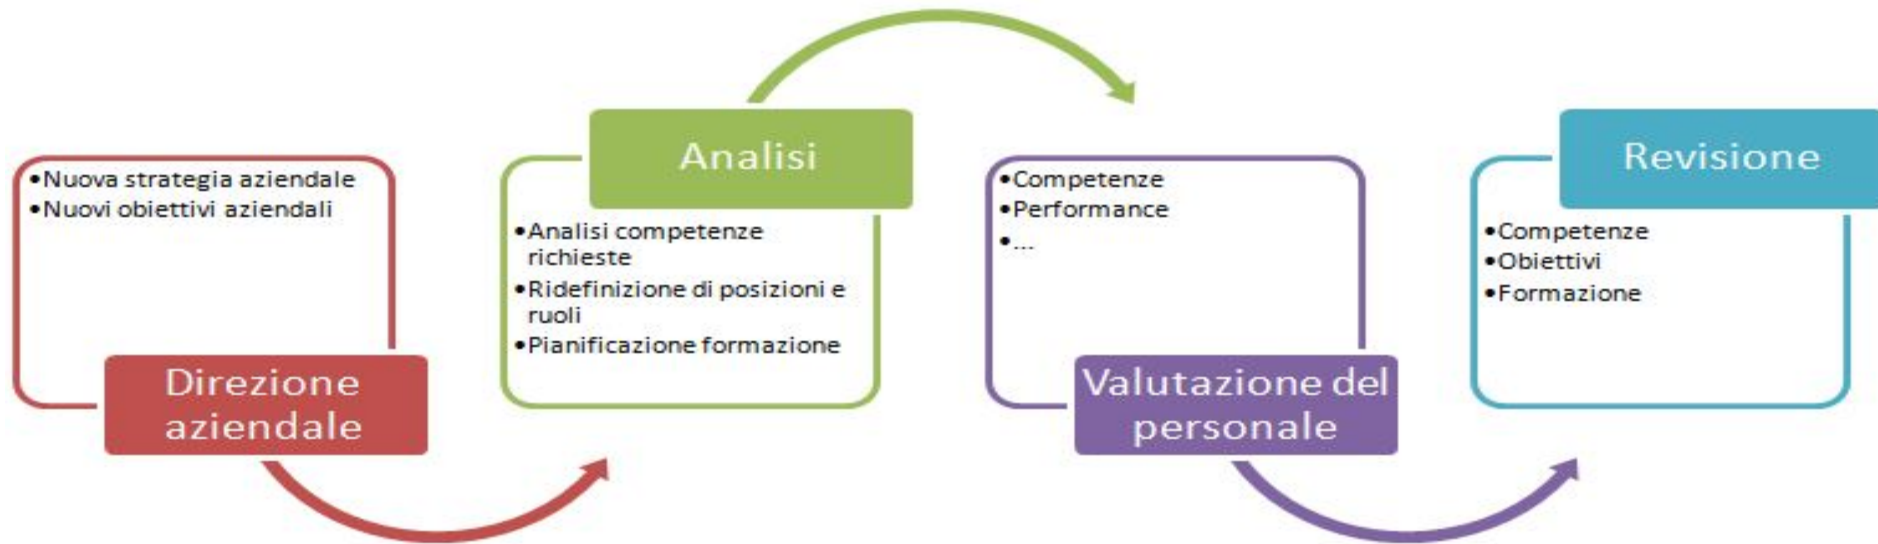 •Nuova strategia aziendale
•Nuovi obiettivi aziendali
Direzione
aziendale
Analisi
•Analisi competenze
richieste
•Ridefinizione di posizioni e
ruoli
•Pianificazione formazione
•Competenze
•Performance
•...
Valutazione del
personale
Revisione
•Competenze
•Obiettivi
•Formazione